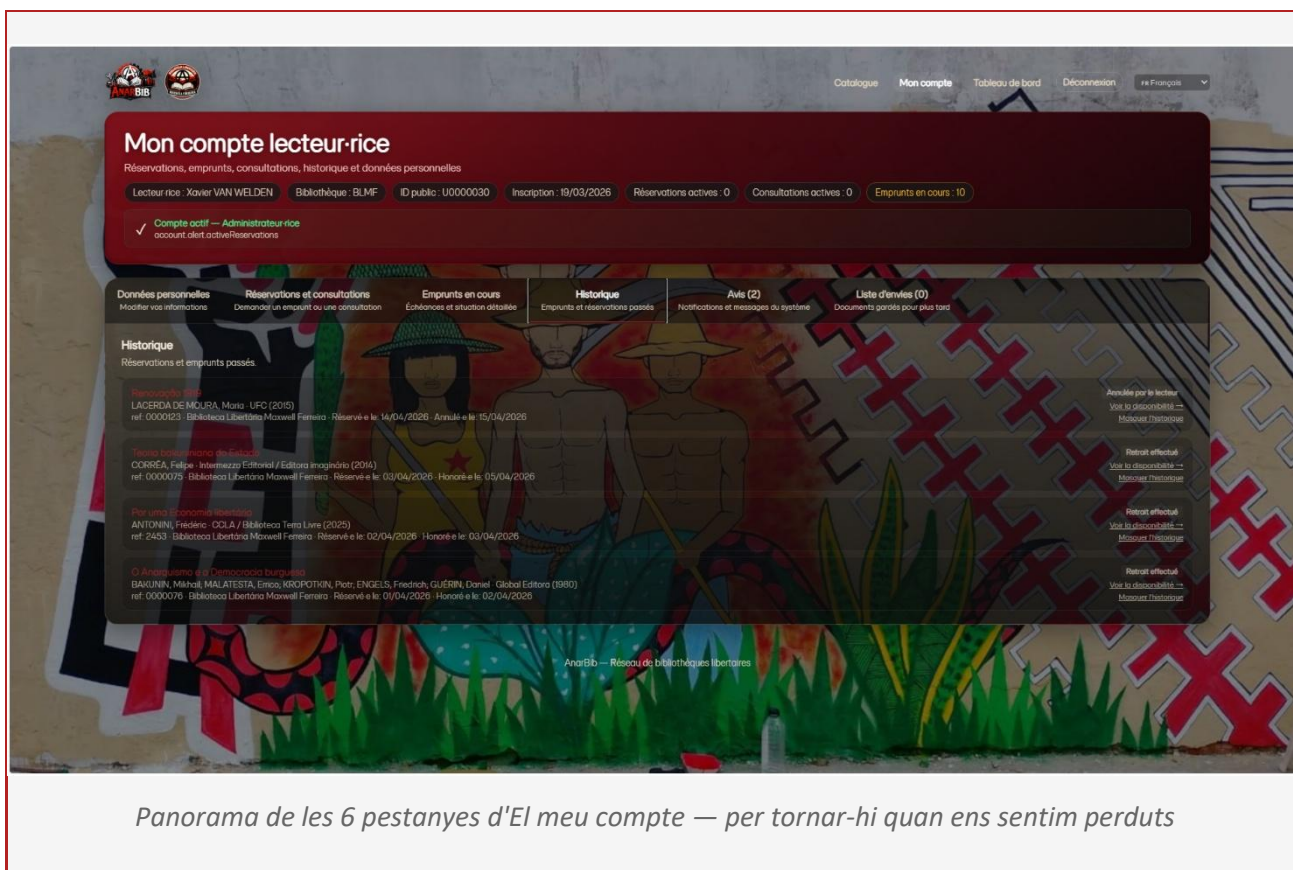 ANARBIB
Catalogue Mon compte Tableau de bord Déconnexion FR Français
Mon compte lecteur·rice
Réservations, emprunts, consultations, historique et données personnelles
Lecteur·rice : Xavier VAN WELDEN Bibliothèque : BLMF ID public : U0000030 Inscription : 19/03/2026 Réservations actives : 0 Consultations actives : 0 Emprunts en cours : 10
✓ Compte actif — Administrateur·rice
account.alert.activeReservations
Données personnelles Réservations et consultations Emprunts en cours Historique Avis (2) Liste d'envies (0)
Modifier vos informations Demander un emprunt ou une consultation Échéances et situation détaillée Emprunts et réservations passés Notifications et messages du système Documents gardés pour plus tard
Historique
Réservations et emprunts passés.
Renovação
LACERDA DE MOURA, Maria · UFC (2015)
ref: 0000123 · Biblioteca Libertária Maxwell Ferreira · Réservé·e le: 14/04/2026 · Annulé·e le: 15/04/2026
Annulée par le lecteur
Voir la disponibilité →
Masquer l'historique
Teoria bakuniniana do Estado
CORRÊA, Felipe · Intermezzo Editorial / Editora imaginário (2014)
ref: 0000075 · Biblioteca Libertária Maxwell Ferreira · Réservé·e le: 03/04/2026 · Honoré·e le: 05/04/2026
Retrait effectué
Voir la disponibilité →
Masquer l'historique
Por uma Economia libertária
ANTONINI, Frédéric · CCLA / Biblioteca Terra Livre (2025)
ref: 2453 · Biblioteca Libertária Maxwell Ferreira · Réservé·e le: 02/04/2026 · Honoré·e le: 03/04/2026
Retrait effectué
Voir la disponibilité →
Masquer l'historique
O Anarquismo e a Democracia burguesa
BAKUNIN, Mikhail; MALATESTA, Errico; KROPOTKIN, Piotr; ENGELS, Friedrich; GUÉRIN, Daniel · Global Editora (1980)
ref: 0000076 · Biblioteca Libertária Maxwell Ferreira · Réservé·e le: 01/04/2026 · Honoré·e le: 02/04/2026
Retrait effectué
Voir la disponibilité →
Masquer l'historique
AnarBib — Réseau de bibliothèques libertaires
Panorama de les 6 pestanyes d'El meu compte — per tornar-hi quan ens sentim perduts